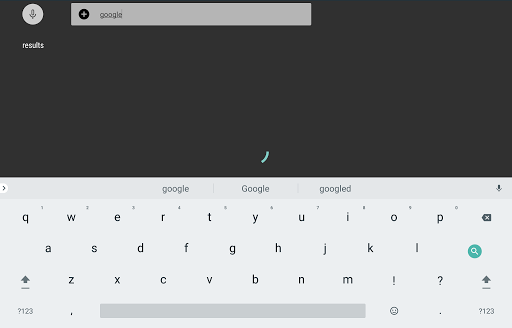 google
results
google Google googled
1 2 3 4 5 6 7 8 9 0
q w e r t y u i o p
a s d f g h j k l
z x c v b n m ! ?
?123 , . ?123